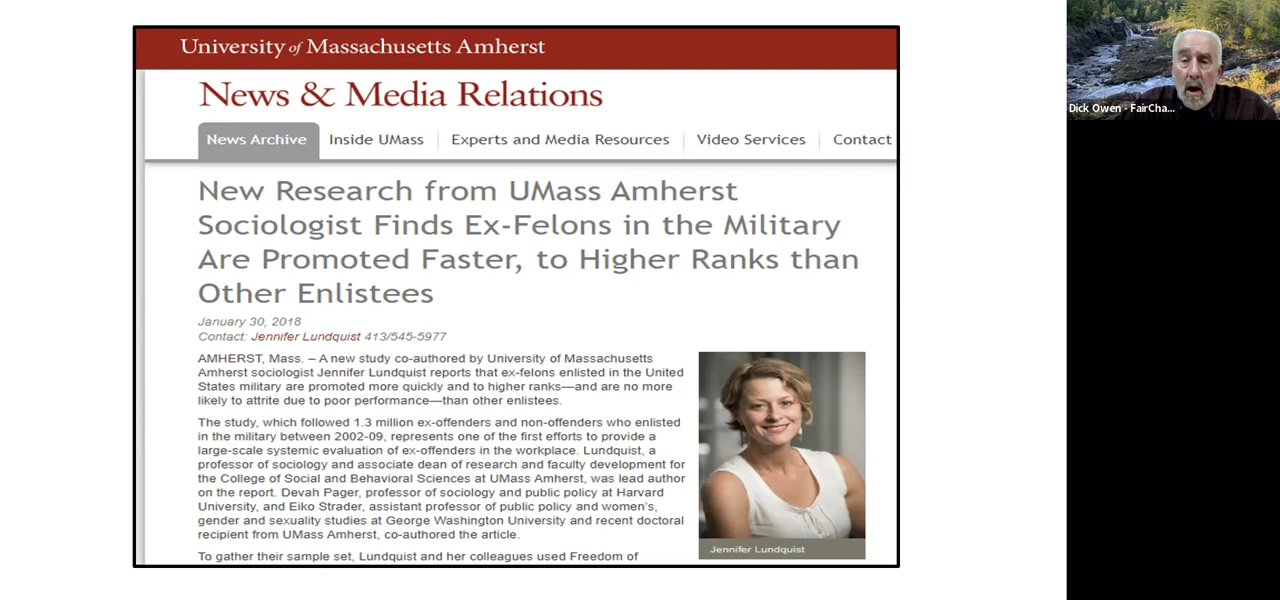 University of Massachusetts Amherst
News & Media Relations
News Archive Inside UMass Experts and Media Resources Video Services Contact
New Research from UMass Amherst
Sociologist Finds Ex-Felons in the Military
Are Promoted Faster, to Higher Ranks than
Other Enlistees
January 30, 2018
Contact: Jennifer Lundquist 413/545-5977
AMHERST, Mass. – A new study co-authored by University of Massachusetts
Amherst sociologist Jennifer Lundquist reports that ex-felons enlisted in the United
States military are promoted more quickly and to higher ranks—and are no more
likely to attrite due to poor performance—than other enlistees.
The study, which followed 1.3 million ex-offenders and non-offenders who enlisted
in the military between 2002-09, represents one of the first efforts to provide a
large-scale systemic evaluation of ex-offenders in the workplace. Lundquist, a
professor of sociology and associate dean of research and faculty development for
the College of Social and Behavioral Sciences at UMass Amherst, was lead author
on the report. Devah Pager, professor of sociology and public policy at Harvard
University, and Eiko Strader, assistant professor of public policy and women's,
gender and sexuality studies at George Washington University and recent doctoral
recipient from UMass Amherst, co-authored the article.
To gather their sample set, Lundquist and her colleagues used Freedom of
Jennifer Lundquist
Dick Owen - FairCha...